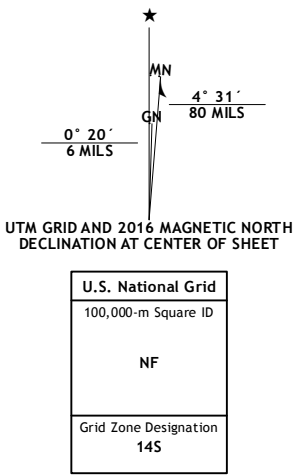 ★
MN
4° 31´
80 MILS
GN
0° 20´
6 MILS
UTM GRID AND 2016 MAGNETIC NORTH
DECLINATION AT CENTER OF SHEET
U.S. National Grid
100,000-m Square ID
NF
Grid Zone Designation
14S